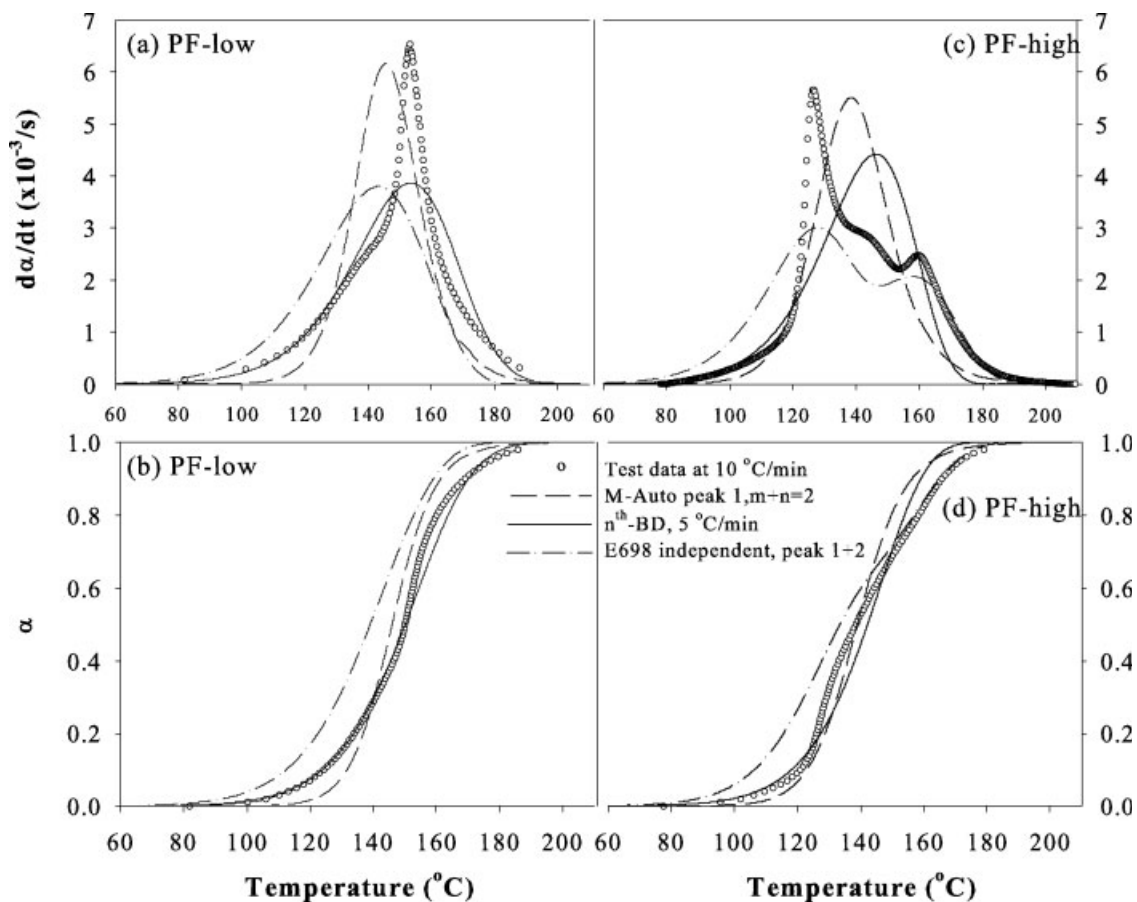 (a) PF-low
(c) PF-high
dα/dt (x10⁻³/s)
7
6
5
4
3
2
1
0
7
6
5
4
3
2
1
0
60 80 100 120 140 160 180 200
60 80 100 120 140 160 180 200
(b) PF-low
(d) PF-high
α
1.0
0.8
0.6
0.4
0.2
0.0
1.0
0.8
0.6
0.4
0.2
0.0
Test data at 10 °C/min
M-Auto peak 1,m+n=2
nᵗʰ-BD, 5 °C/min
E698 independent, peak 1+2
60 80 100 120 140 160 180 200
60 80 100 120 140 160 180 200
Temperature (°C)
Temperature (°C)